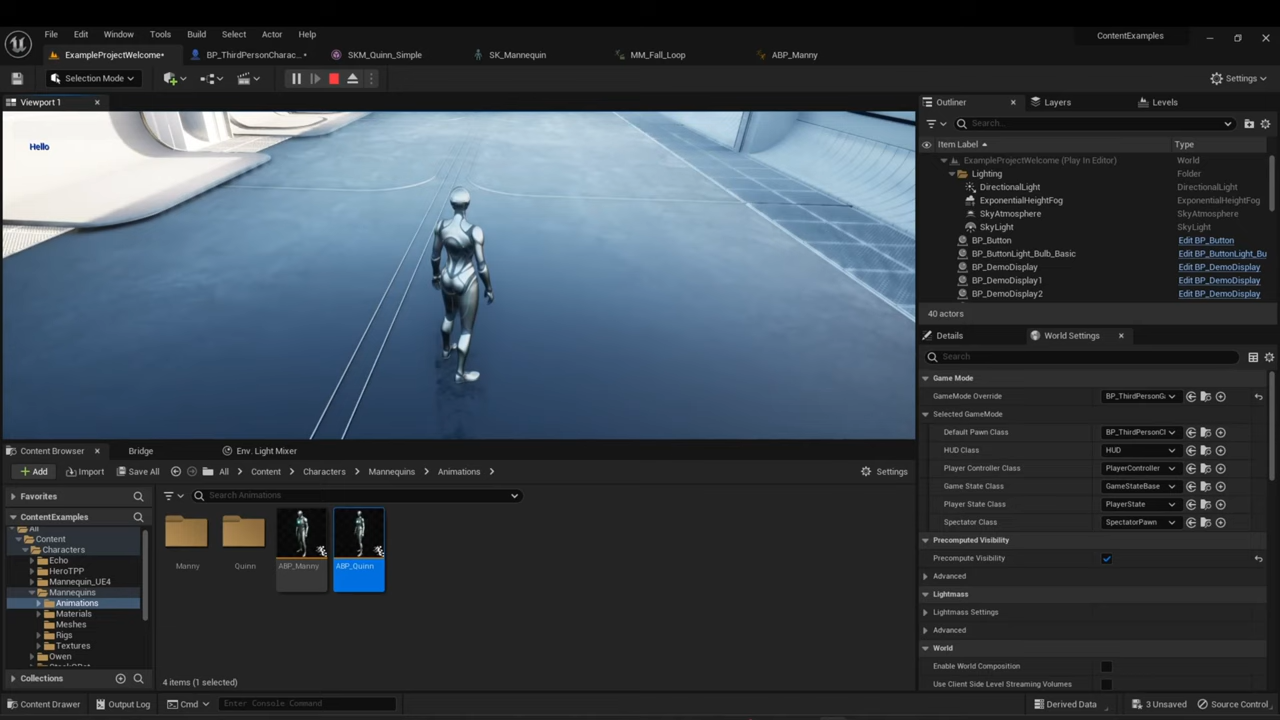 File Edit Window Tools Build Select Actor Help
ContentExamples
ExampleProjectWelcome• BP_ThirdPersonCharac...• SKM_Quinn_Simple SK_Mannequin MM_Fall_Loop ABP_Manny
Selection Mode
Settings
Viewport 1
Hello
Outliner Layers Levels
Search...
Item Label Type
ExampleProjectWelcome (Play In Editor) World
Lighting Folder
DirectionalLight DirectionalLight
ExponentialHeightFog ExponentialHeightFog
SkyAtmosphere SkyAtmosphere
SkyLight SkyLight
BP_Button Edit BP_Button
BP_ButtonLight_Bulb_Basic Edit BP_ButtonLight_Bu
BP_DemoDisplay Edit BP_DemoDisplay
BP_DemoDisplay1 Edit BP_DemoDisplay
BP_DemoDisplay2 Edit BP_DemoDisplay
40 actors
Details World Settings
Search
Game Mode
GameMode Override BP_ThirdPersonG
Selected GameMode
Default Pawn Class BP_ThirdPersonCl
HUD Class HUD
Player Controller Class PlayerController
Game State Class GameStateBase
Player State Class PlayerState
Spectator Class SpectatorPawn
Precomputed Visibility
Precompute Visibility
Advanced
Lightmass
Lightmass Settings
Advanced
World
Enable World Composition
Use Client Side Level Streaming Volumes
Content Browser Bridge Env. Light Mixer
Add Import Save All All Content Characters Mannequins Animations Settings
Favorites
Search Animations
ContentExamples
All
Content
Characters
Echo
HeroTPP
Mannequin_UE4
Mannequins
Animations
Materials
Meshes
Rigs
Textures
Owen
Manny Quinn ABP_Manny ABP_Quinn
Collections
4 items (1 selected)
Content Drawer Output Log Cmd Enter Console Command Derived Data 3 Unsaved Source Control